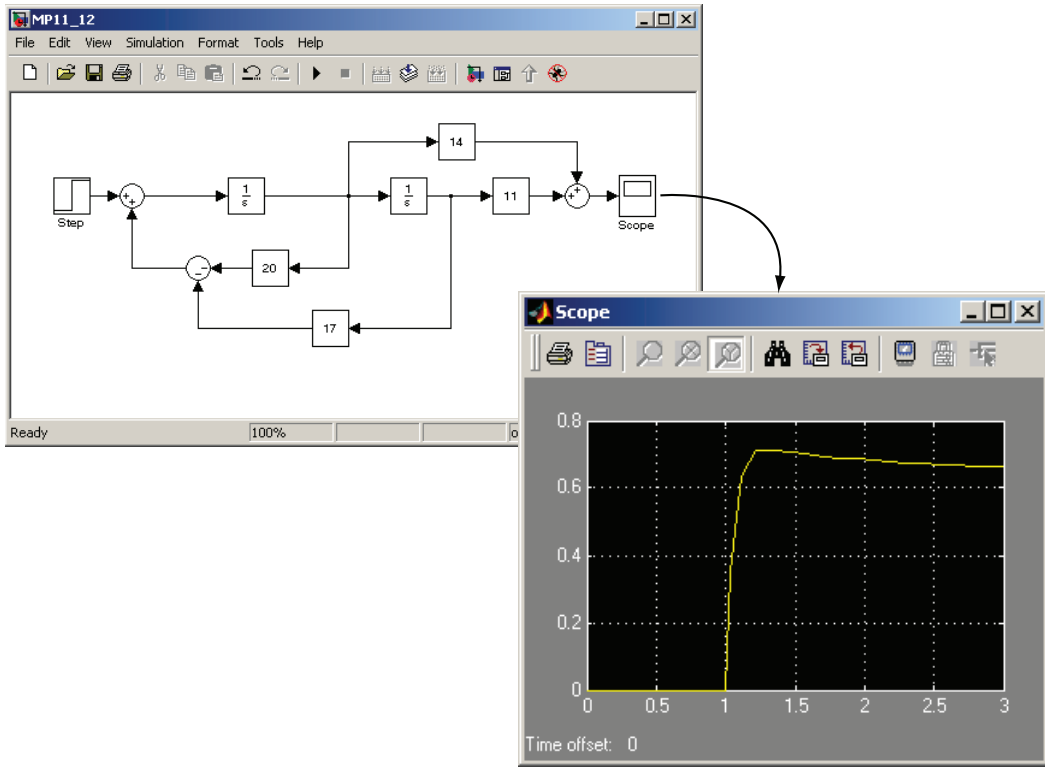 MP11_12
File Edit View Simulation Format Tools Help
14
Step
1
s
1
s
11
Scope
20
17
Ready
100%
Scope
0.8
0.6
0.4
0.2
0
0 0.5 1 1.5 2 2.5 3
Time offset: 0